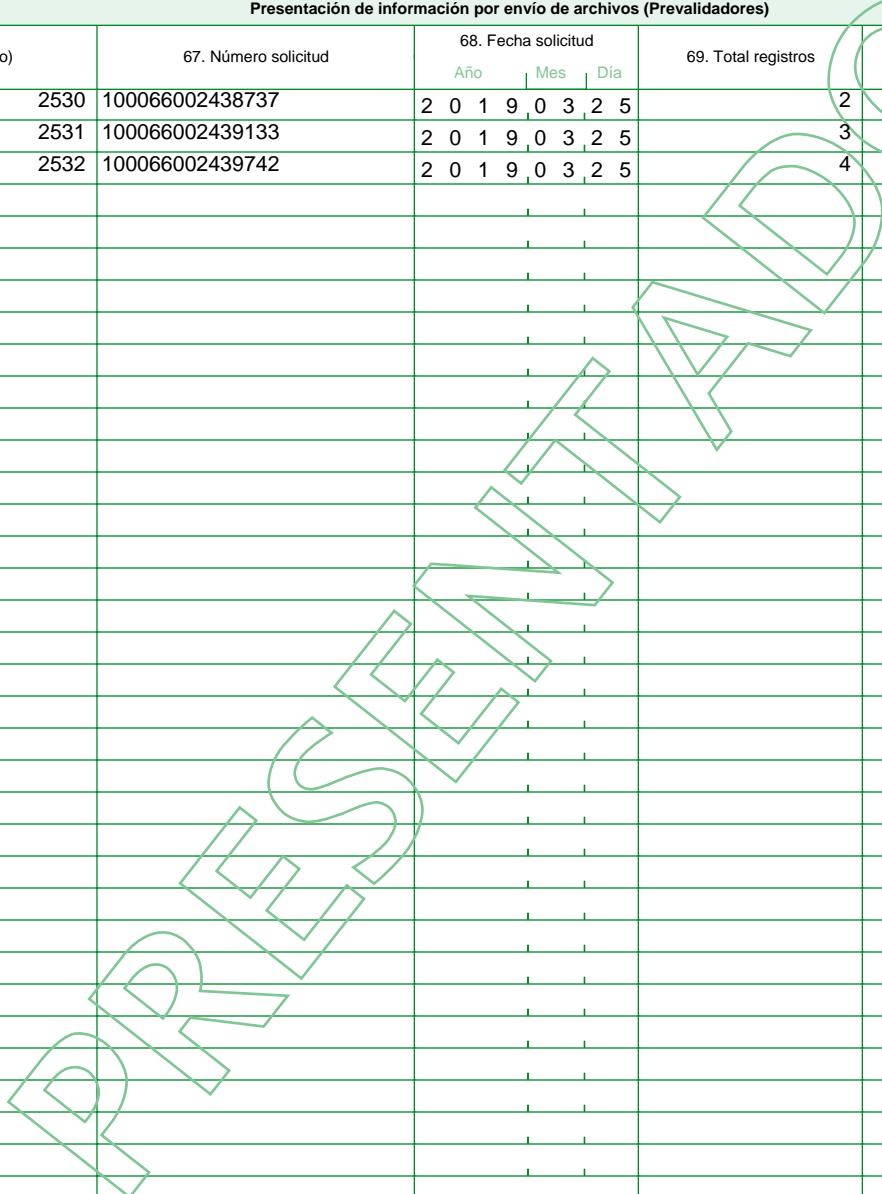 Presentación de información por envío de archivos (Prevalidadores)
o) 67. Número solicitud 68. Fecha solicitud 69. Total registros
Año Mes Día
2530 100066002438737 2 0 1 9 0 3 2 5 2
2531 100066002439133 2 0 1 9 0 3 2 5 3
2532 100066002439742 2 0 1 9 0 3 2 5 4
PRESENTADO